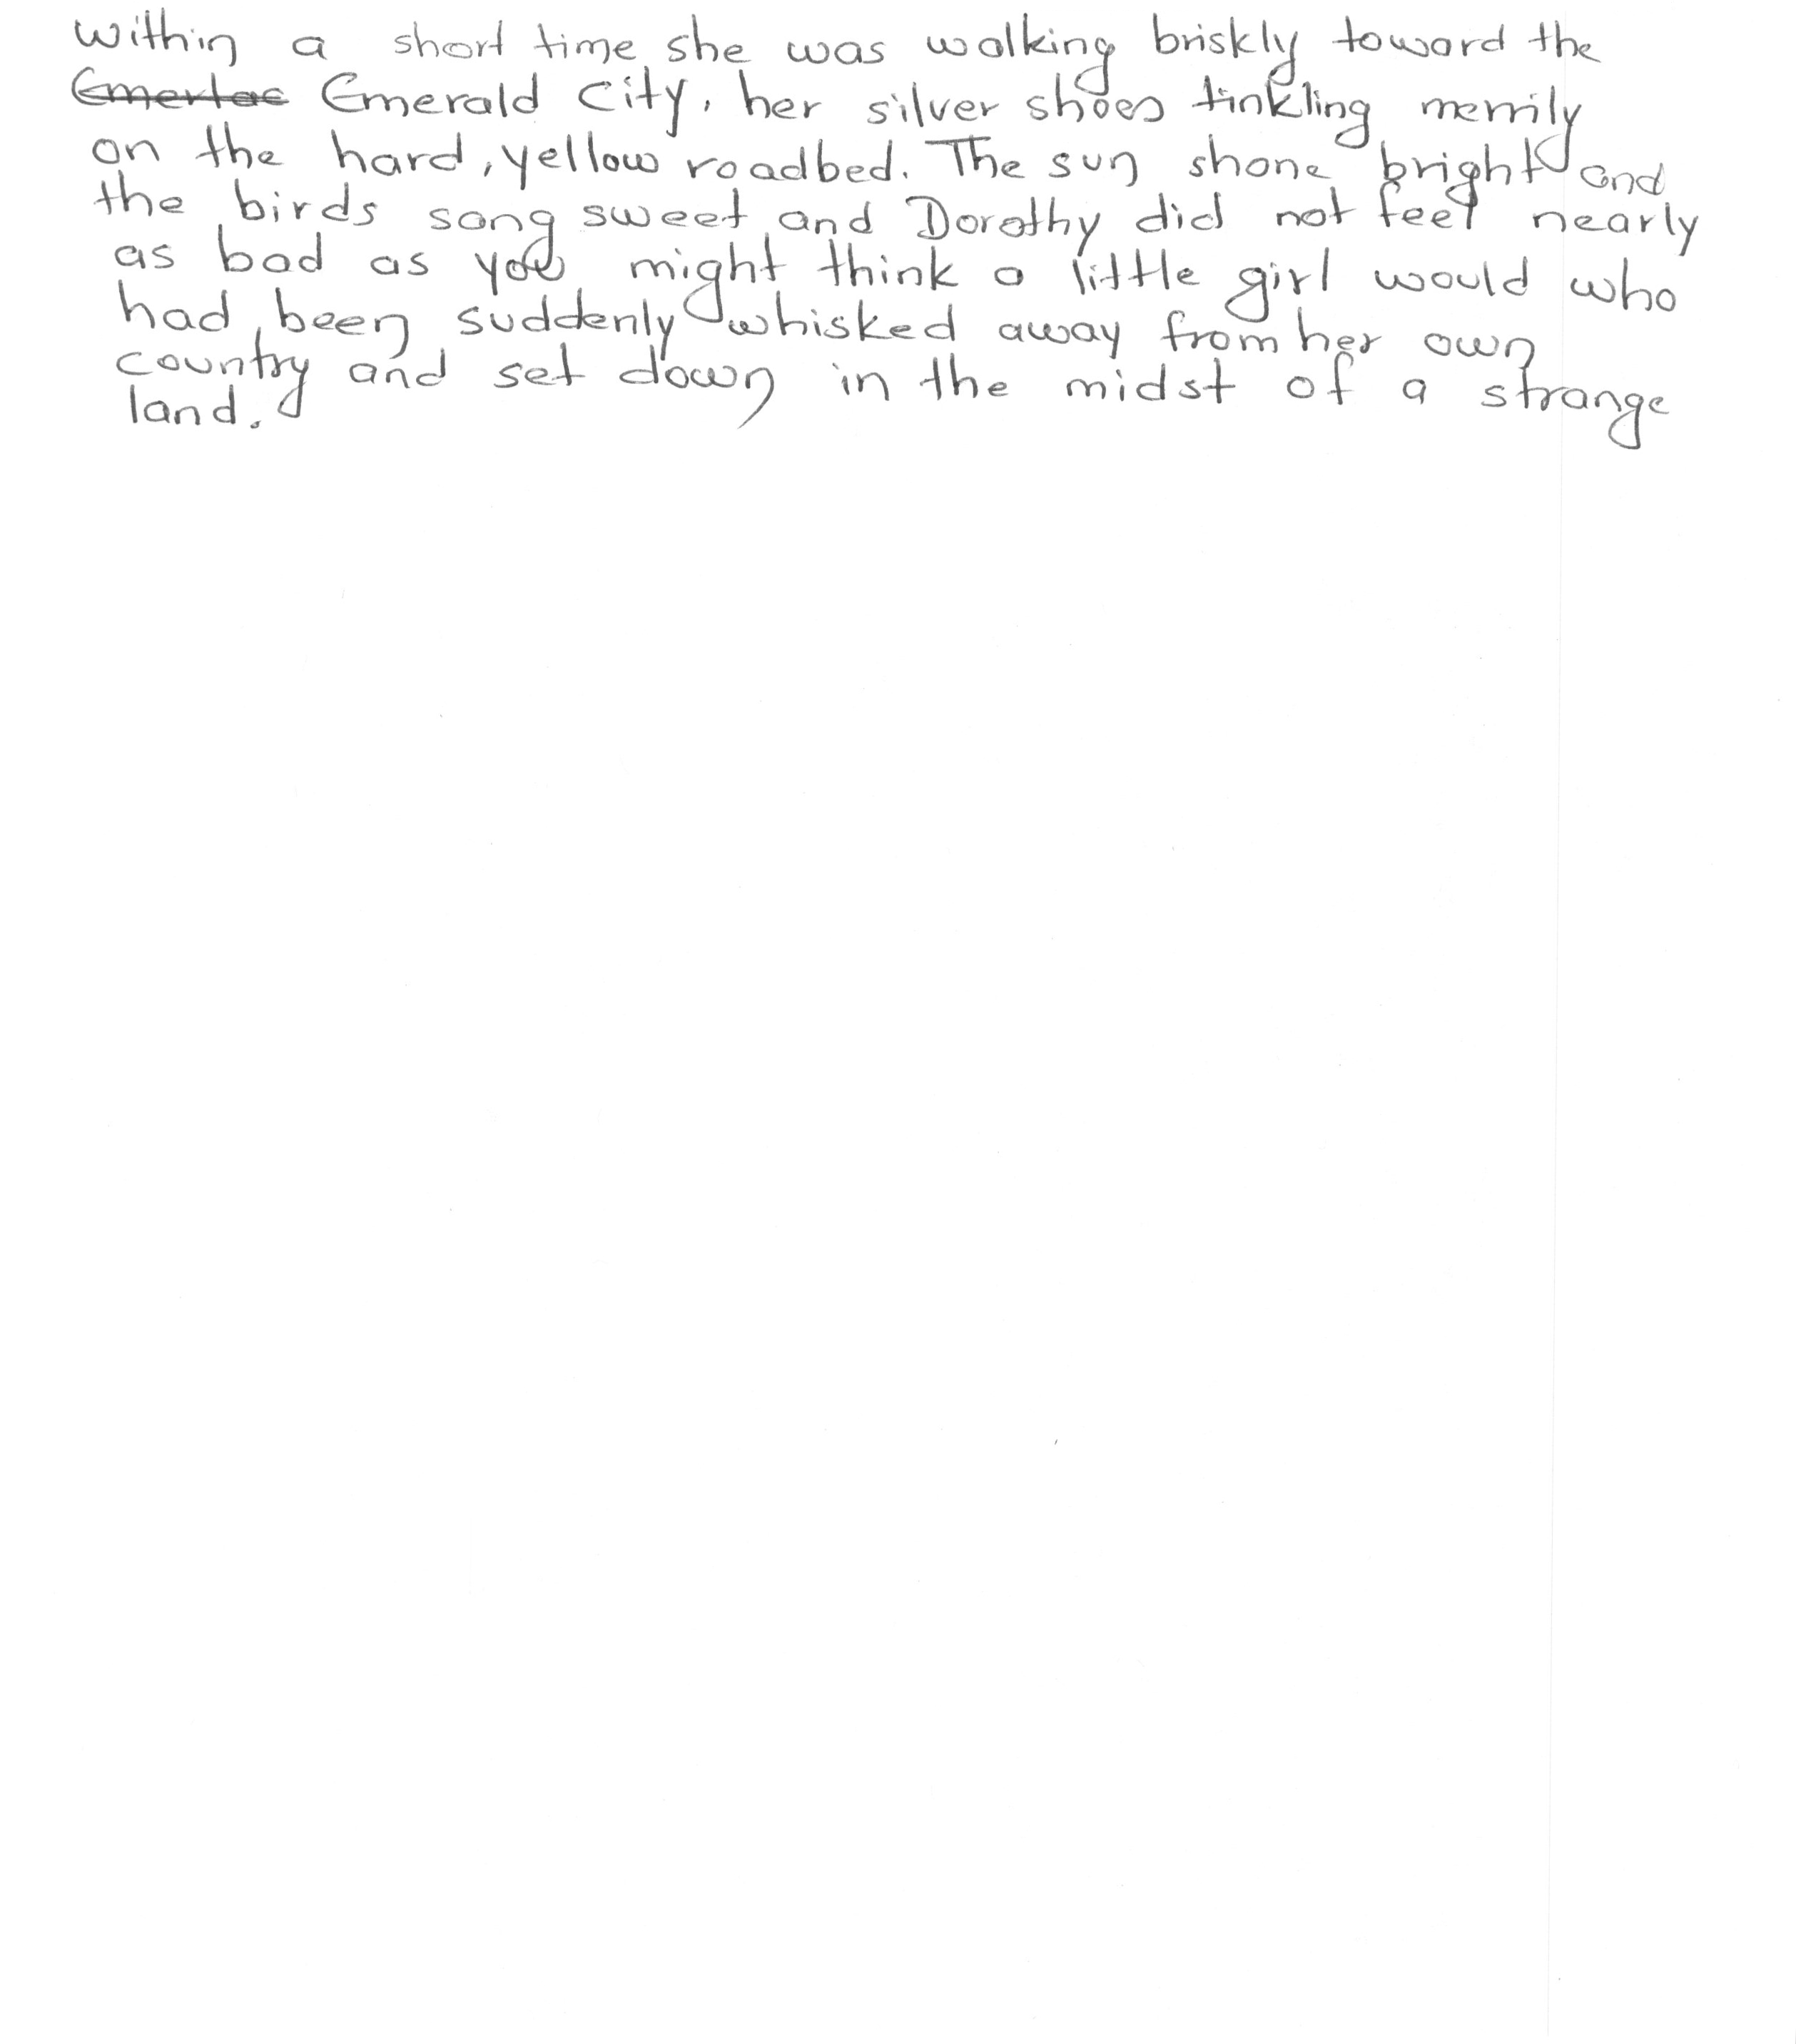 within a short time she was walking briskly toward the
Emerald City, her silver shoes tinkling merrily
on the hard, yellow roadbed. The sun shone bright and
the birds sang sweet and Dorothy did not feel nearly
as bad as you might think a little girl would who
had been suddenly whisked away from her own
country and set down in the midst of a strange
land.